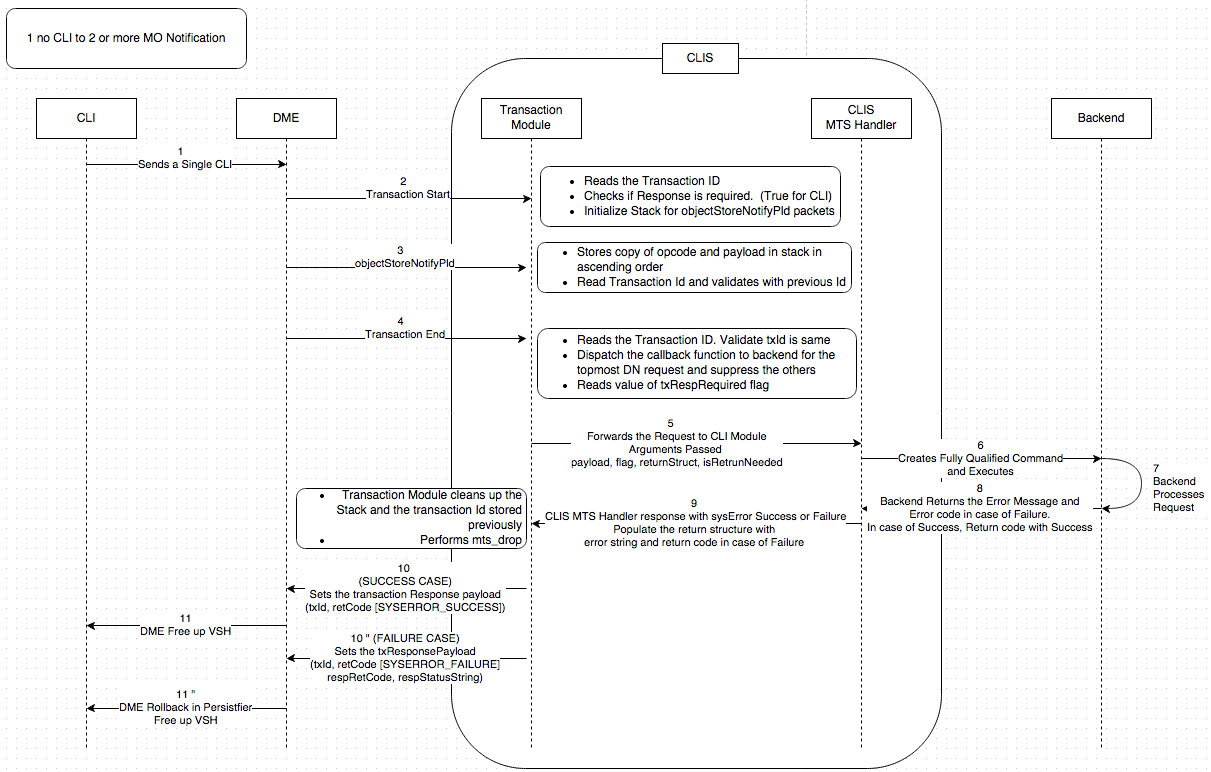 1 no CLI to 2 or more MO Notification
CLIS
CLI
DME
Transaction
Module
CLIS
MTS Handler
Backend
1
Sends a Single CLI
2
Transaction Start
• Reads the Transaction ID
• Checks if Response is required. (True for CLI)
• Initialize Stack for objectStoreNotifyPld packets
3
objectStoreNotifyPld
• Stores copy of opcode and payload in stack in
ascending order
• Read Transaction Id and validates with previous Id
4
Transaction End
• Reads the Transaction ID. Validate txId is same
• Dispatch the callback function to backend for the
topmost DN request and suppress the others
• Reads value of txRespRequired flag
5
Forwards the Request to CLI Module
Arguments Passed
payload, flag, returnStruct, isRetrunNeeded
6
Creates Fully Qualified Command
and Executes
7
Backend
Processes
Request
8
Backend Returns the Error Message and
Error code in case of Failure.
In case of Success, Return code with Success
9
CLIS MTS Handler response with sysError Success or Failure
Populate the return structure with
error string and return code in case of Failure
• Transaction Module cleans up the
Stack and the transaction Id stored
previously
• Performs mts_drop
10
(SUCCESS CASE)
Sets the transaction Response payload
(txId, retCode [SYSERROR_SUCCESS])
11
DME Free up VSH
10 " (FAILURE CASE)
Sets the txResponsePayload
(txId, retCode [SYSERROR_FAILURE]
respRetCode, respStatusString)
11 "
DME Rollback in Persistfier
Free up VSH